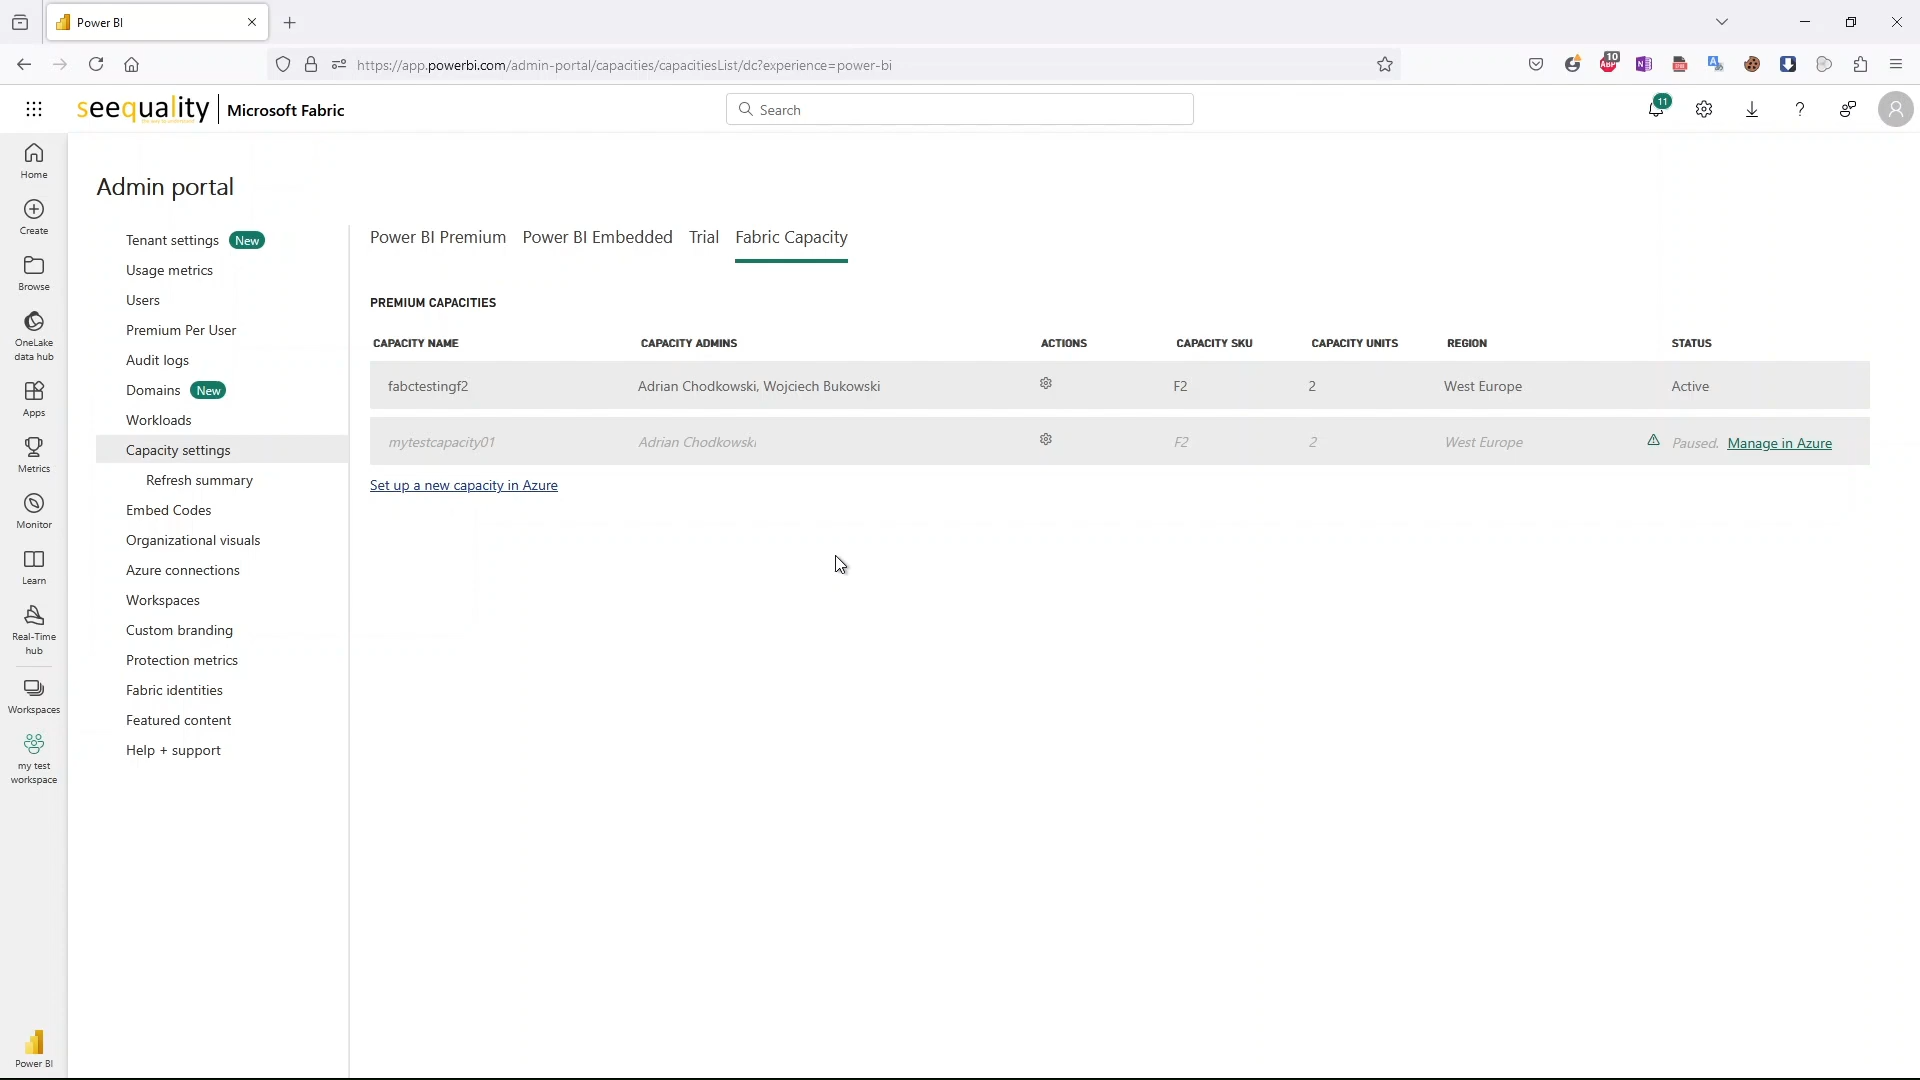 Power BI
https://app.powerbi.com/admin-portal/capacities/capacitiesList/dc?experience=power-bi
10
seequality
Microsoft Fabric
Search
11
Home
Create
Browse
OneLake
data hub
Apps
Metrics
Monitor
Learn
Real-Time
hub
Workspaces
my test
workspace
Power BI
Admin portal
Tenant settings New
Usage metrics
Users
Premium Per User
Audit logs
Domains New
Workloads
Capacity settings
Refresh summary
Embed Codes
Organizational visuals
Azure connections
Workspaces
Custom branding
Protection metrics
Fabric identities
Featured content
Help + support
Power BI Premium Power BI Embedded Trial Fabric Capacity
PREMIUM CAPACITIES
CAPACITY NAME CAPACITY ADMINS ACTIONS CAPACITY SKU CAPACITY UNITS REGION STATUS
fabctestingf2 Adrian Chodkowski, Wojciech Bukowski F2 2 West Europe Active
mytestcapacity01 Adrian Chodkowski F2 2 West Europe Paused. Manage in Azure
Set up a new capacity in Azure